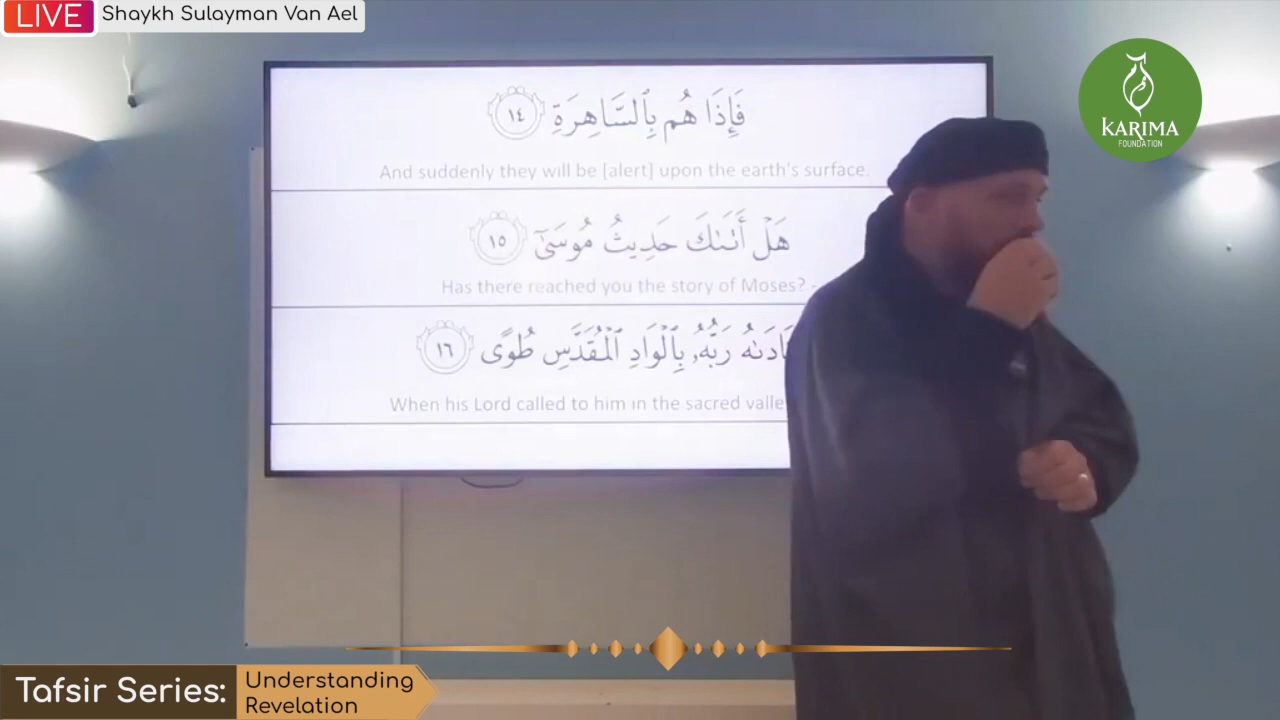 LIVE
Shaykh Sulayman Van Ael
KARIMA
FOUNDATION
فَإِذَا هُم بِٱلسَّاهِرَةِ ١٤
And suddenly they will be [alert] upon the earth's surface.
هَلْ أَتَىٰكَ حَدِيثُ مُوسَىٰٓ ١٥
Has there reached you the story of Moses? -
رَبُّهُۥ بِٱلْوَادِ ٱلْمُقَدَّسِ طُوًى ١٦
When his Lord called to him in the sacred
Tafsir Series:
Understanding
Revelation